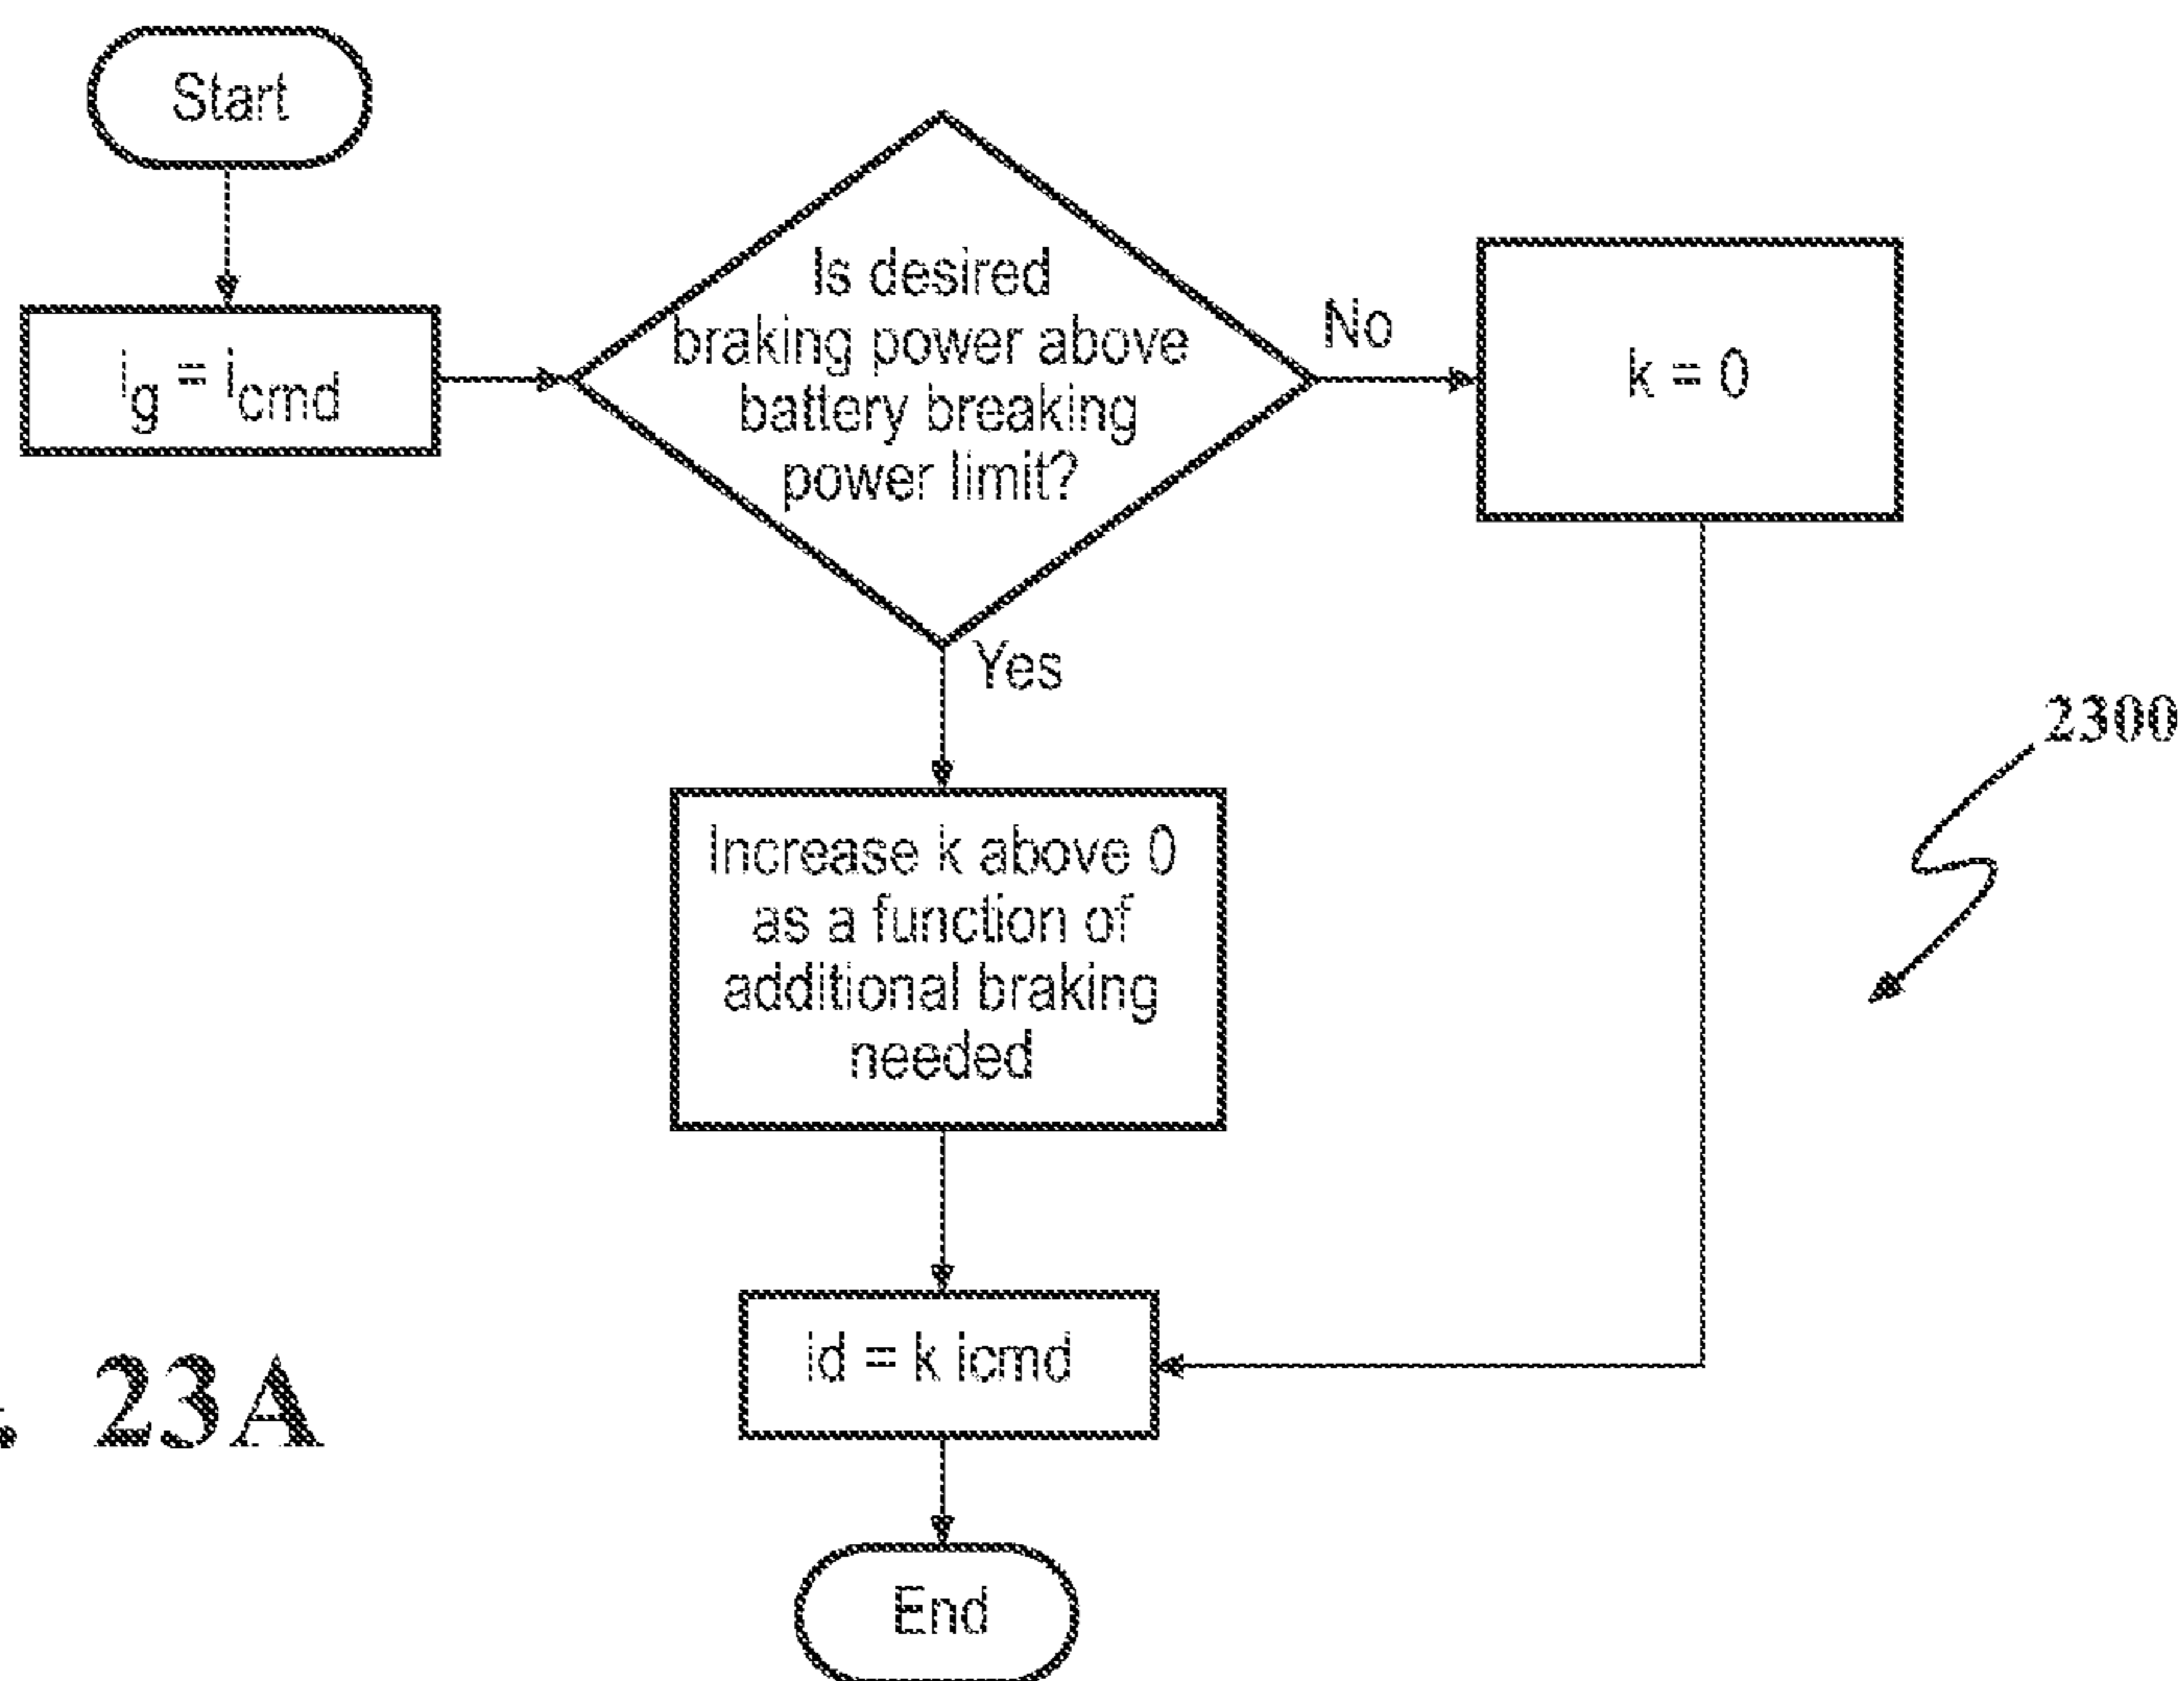 Start
ig = icmd
Is desired
braking power above
battery breaking
power limit?
No
k = 0
Yes
2300
Increase k above 0
as a function of
additional braking
needed
id = k icmd
23A
End